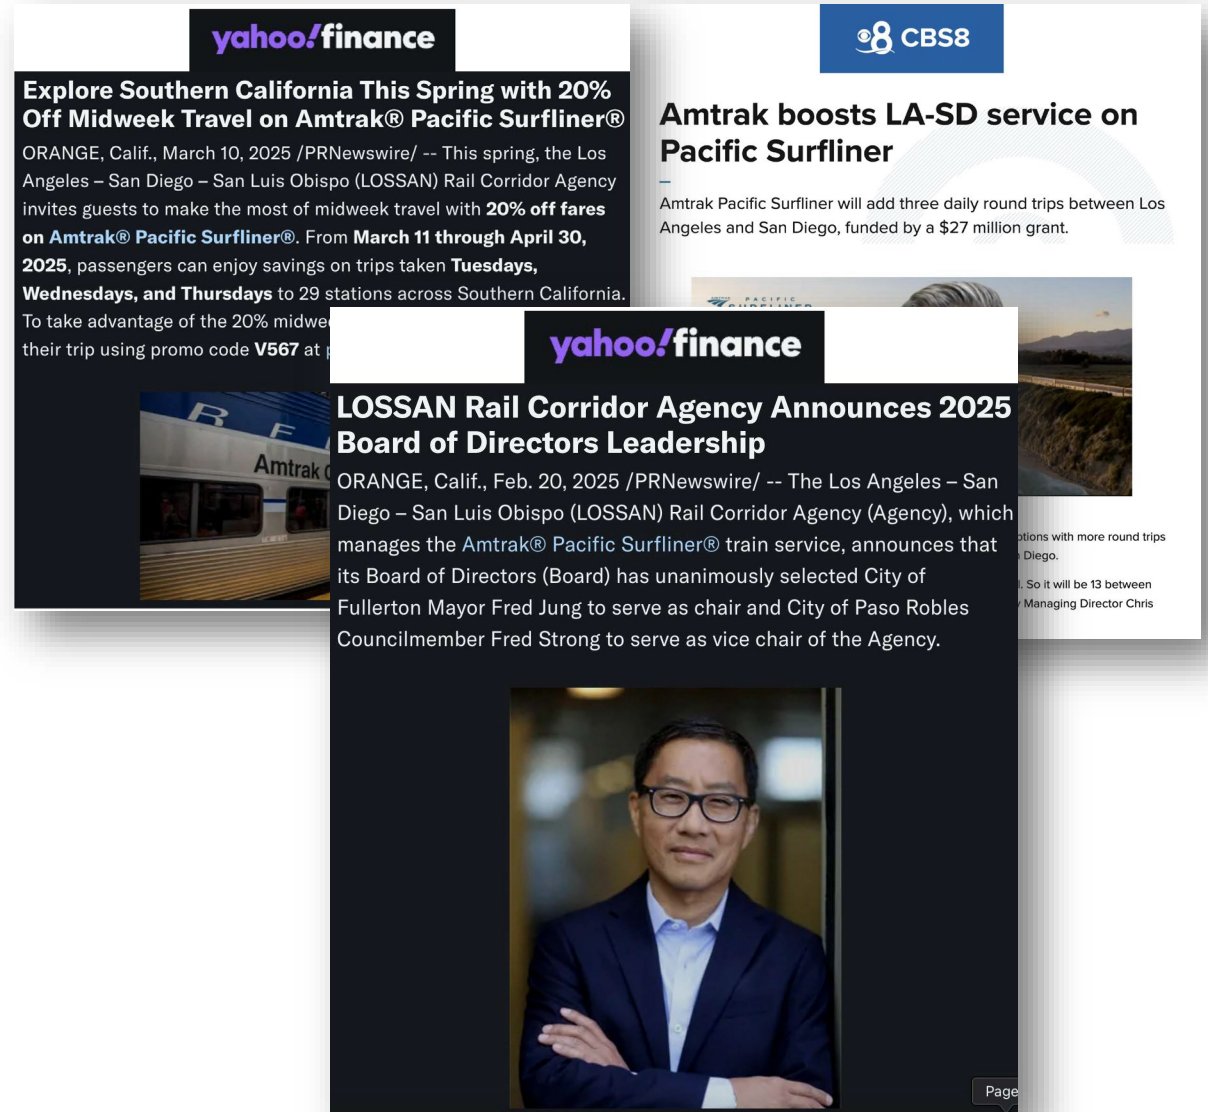 yahoo!finance
Explore Southern California This Spring with 20%
Off Midweek Travel on Amtrak® Pacific Surfliner®
ORANGE, Calif., March 10, 2025 /PRNewswire/ -- This spring, the Los
Angeles – San Diego – San Luis Obispo (LOSSAN) Rail Corridor Agency
invites guests to make the most of midweek travel with 20% off fares
on Amtrak® Pacific Surfliner®. From March 11 through April 30,
2025, passengers can enjoy savings on trips taken Tuesdays,
Wednesdays, and Thursdays to 29 stations across Southern California.
To take advantage of the 20%
their trip using promo code V567 at
Amtrak
8 CBS8
Amtrak boosts LA-SD service on
Pacific Surfliner
Amtrak Pacific Surfliner will add three daily round trips between Los
Angeles and San Diego, funded by a $27 million grant.
PACIFIC
SURFLINER
with more round trips
Diego.
So it will be 13 between
Managing Director Chris
yahoo!finance
LOSSAN Rail Corridor Agency Announces 2025
Board of Directors Leadership
ORANGE, Calif., Feb. 20, 2025 /PRNewswire/ -- The Los Angeles – San
Diego – San Luis Obispo (LOSSAN) Rail Corridor Agency (Agency), which
manages the Amtrak® Pacific Surfliner® train service, announces that
its Board of Directors (Board) has unanimously selected City of
Fullerton Mayor Fred Jung to serve as chair and City of Paso Robles
Councilmember Fred Strong to serve as vice chair of the Agency.
Page